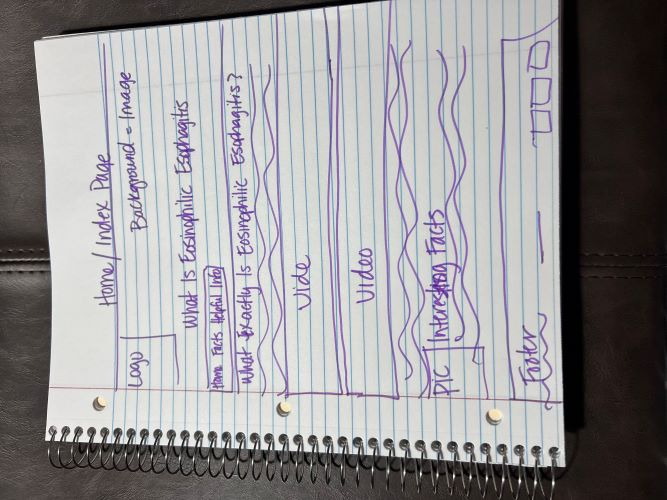 Home/Index Page
Logo
Background = Image
What Is Eosinophilic Esophagitis
Home Facts Helpful Info
What Exactly Is Eosinophilic Esophagitis?
Vide
Video
PIC
Interesting Facts
Footer